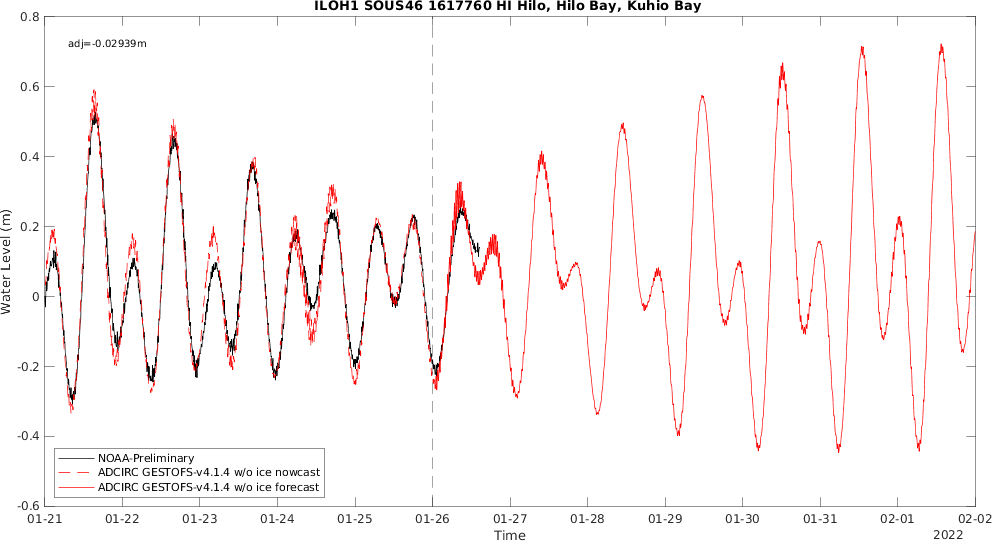 ILOH1 SOUS46 1617760 HI Hilo, Hilo Bay, Kuhio Bay
adj=-0.02939m
0.8
0.6
0.4
0.2
0
-0.2
-0.4
-0.6
Water Level (m)
NOAA-Preliminary
ADCIRC GESTOFS-v4.1.4 w/o ice nowcast
ADCIRC GESTOFS-v4.1.4 w/o ice forecast
01-21 01-22 01-23 01-24 01-25 01-26 01-27 01-28 01-29 01-30 01-31 02-01 02-02
Time
2022